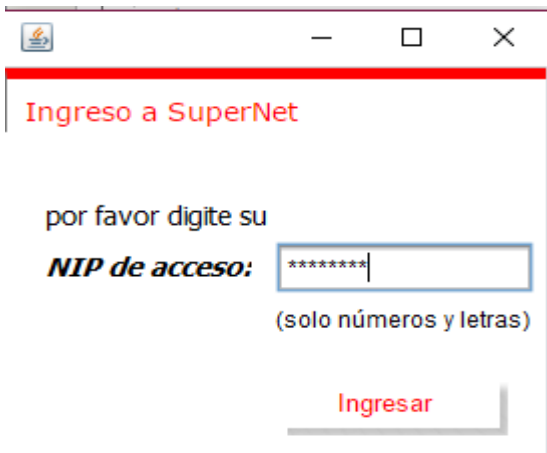 Ingreso a SuperNet
por favor digite su
NIP de acceso: ********
(solo números y letras)
Ingresar